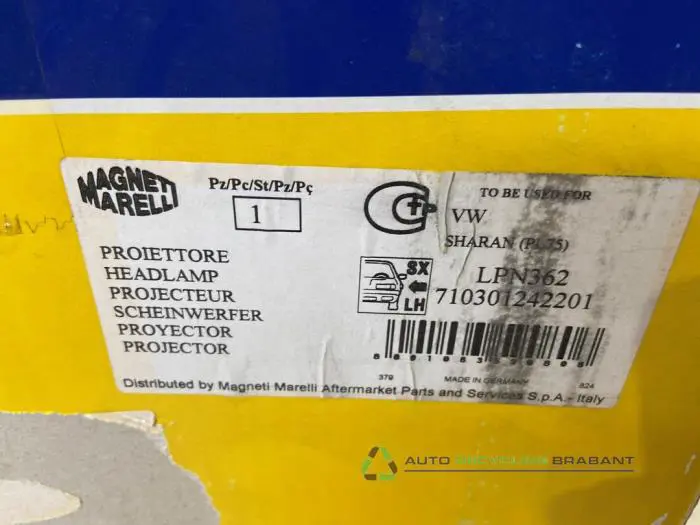 MAGNETI
MARELLI
Pz/Pc/St/Pz/Pç
1
PROIETTORE
HEADLAMP
PROJECTEUR
SCHEINWERFER
PROYECTOR
PROJECTOR
TO BE USED FOR
VW
SHARAN
SX
LH
LPN362
710301242201
379
MADE IN GERMANY
824
Distributed by Magneti Marelli Aftermarket Parts and Services S.p.A.- Italy
AUTO RECYCLING BRABANT